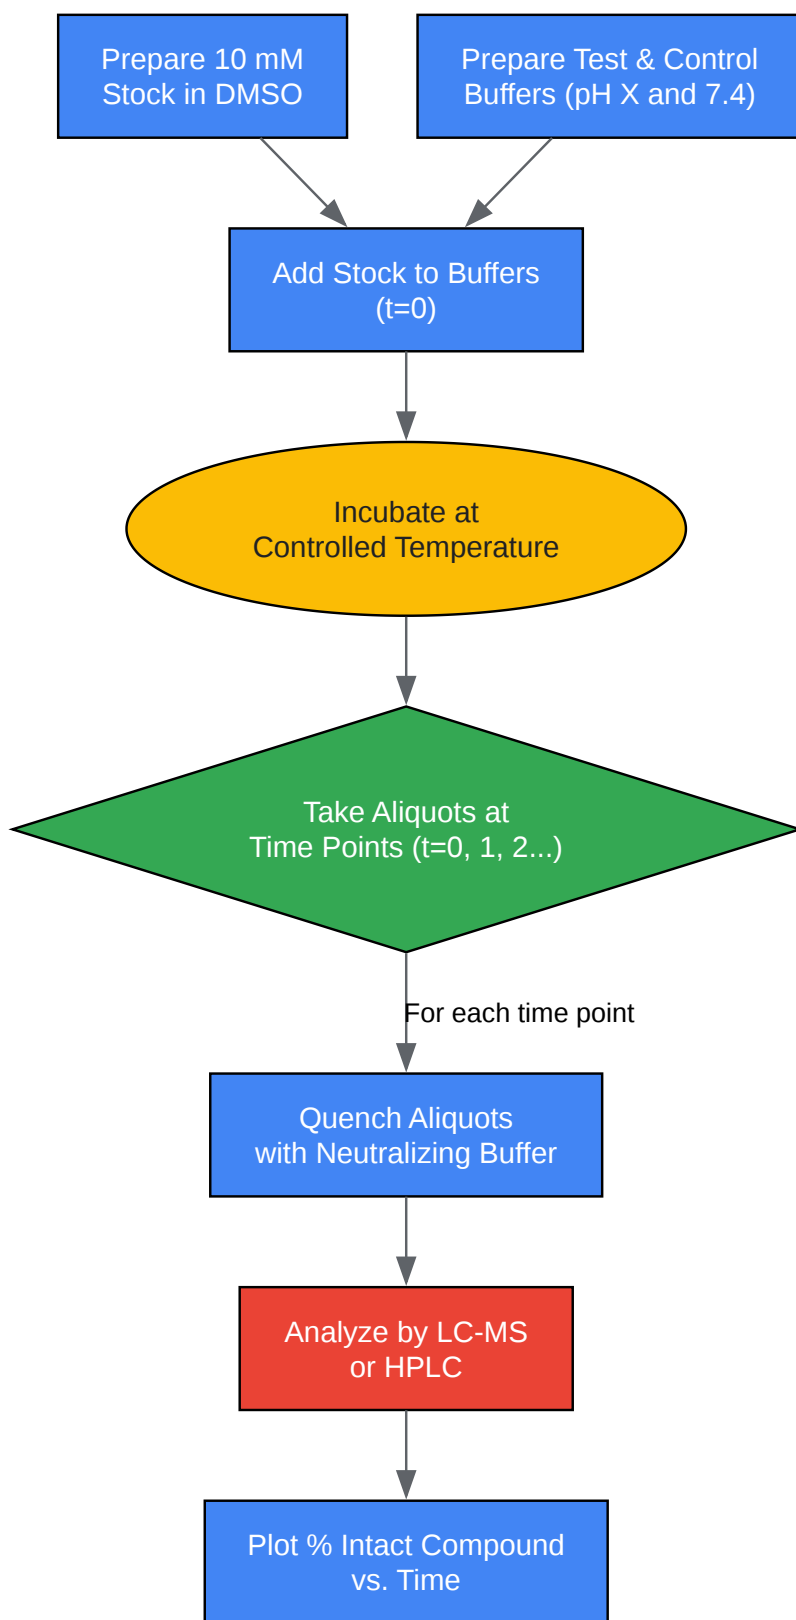 Prepare 10 mM
Stock in DMSO
Prepare Test & Control
Buffers (pH X and 7.4)
Add Stock to Buffers
(t=0)
Incubate at
Controlled Temperature
Take Aliquots at
Time Points (t=0, 1, 2...)
For each time point
Quench Aliquots
with Neutralizing Buffer
Analyze by LC-MS
or HPLC
Plot % Intact Compound
vs. Time